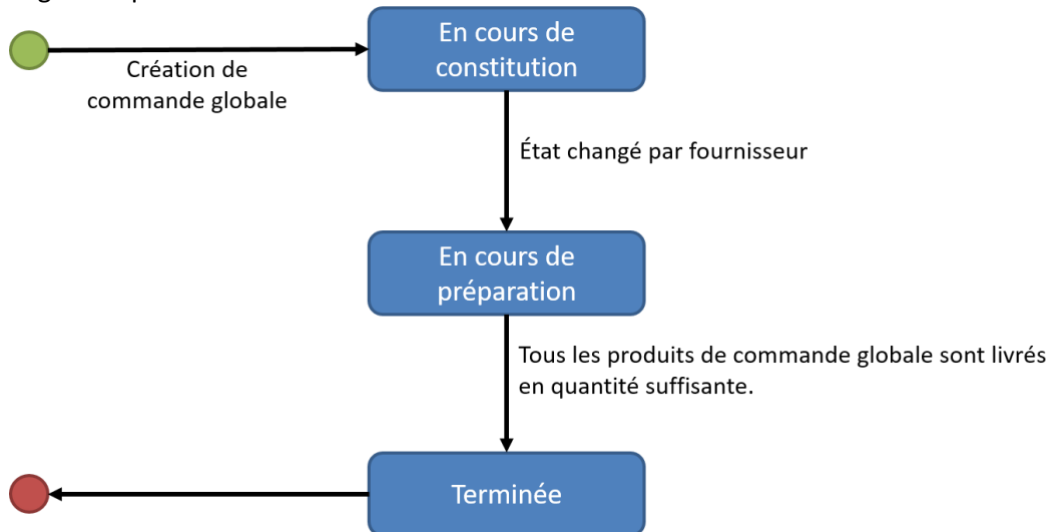 En cours de
constitution
Création de
commande globale
État changé par fournisseur
En cours de
préparation
Tous les produits de commande globale sont livrés
en quantité suffisante.
Terminée